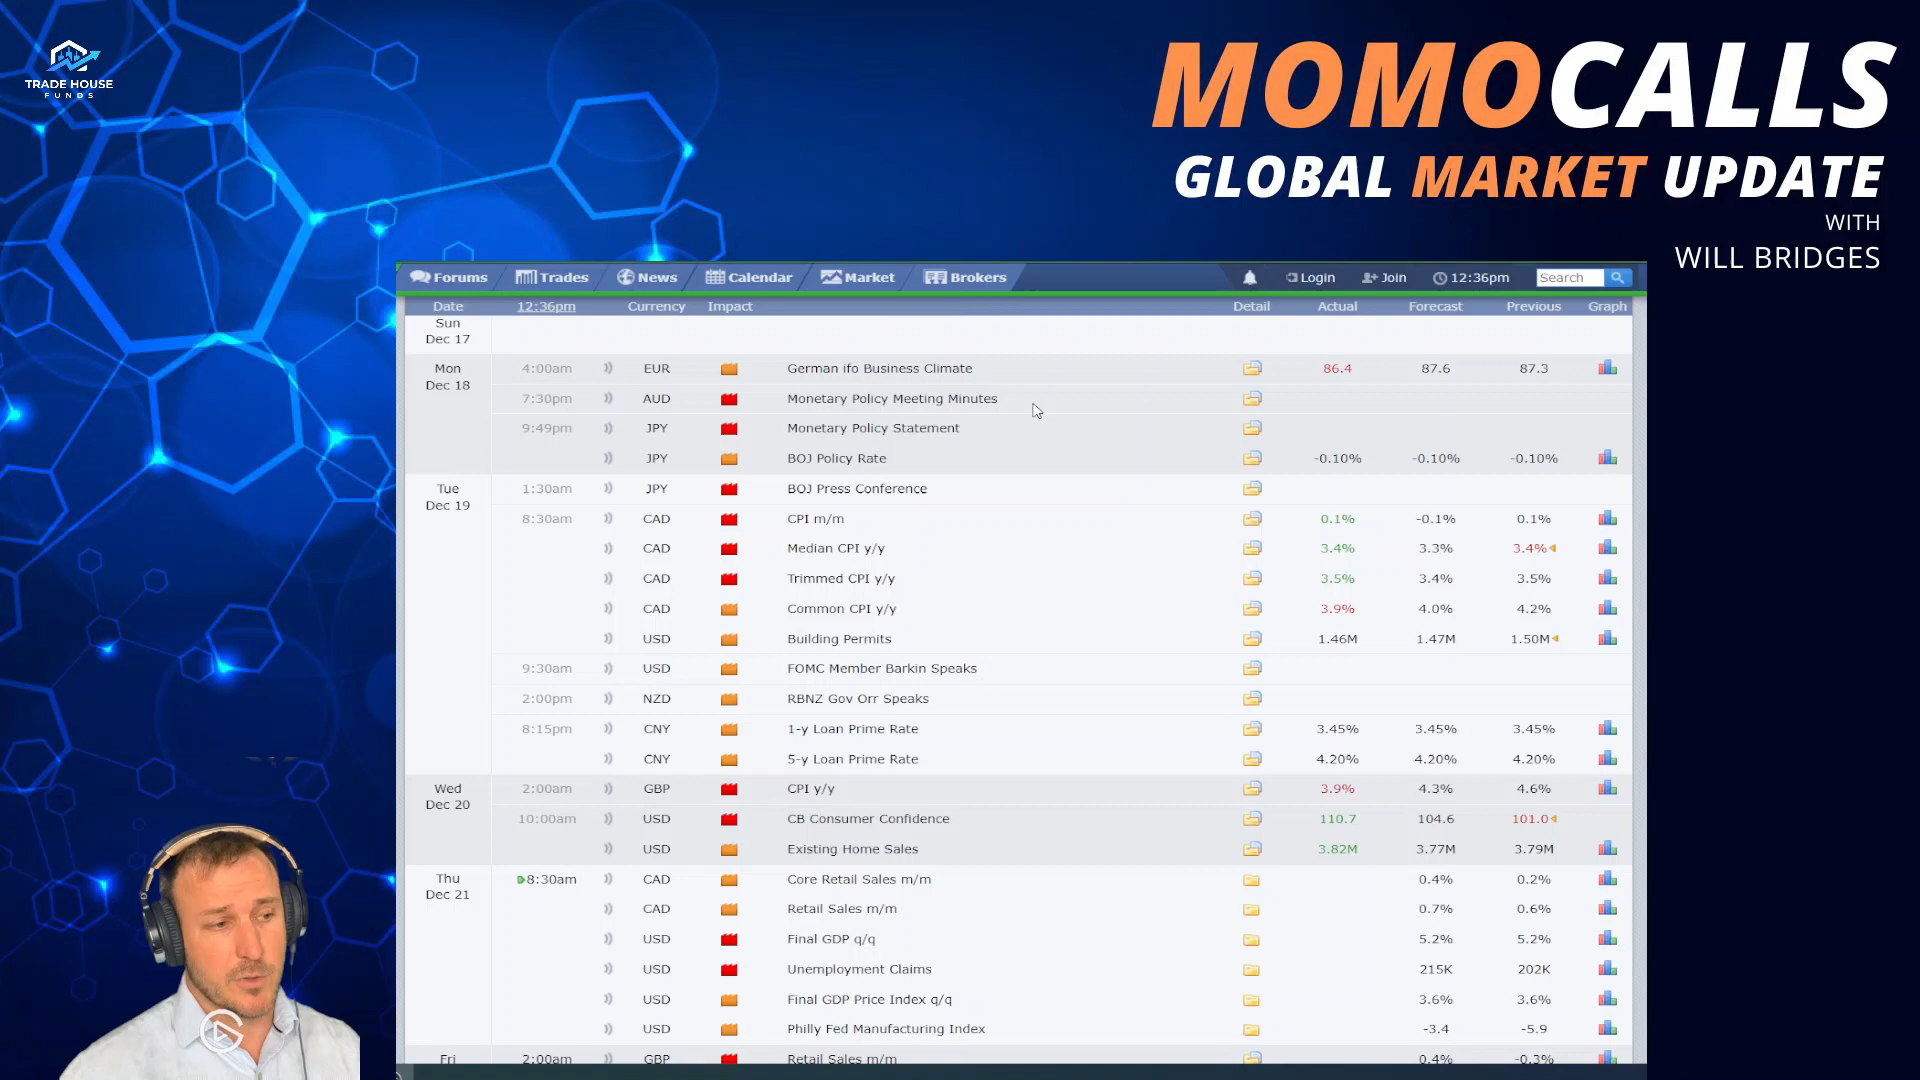 TRADE HOUSE
FUNDS
MOMOCALLS
GLOBAL MARKET UPDATE
WITH
WILL BRIDGES
Forums Trades News Calendar Market Brokers Login Join 12:36pm Search
Date 12:36pm Currency Impact Detail Actual Forecast Previous Graph
Sun
Dec 17
Mon
Dec 18
4:00am EUR German ifo Business Climate 86.4 87.6 87.3
7:30pm AUD Monetary Policy Meeting Minutes
9:49pm JPY Monetary Policy Statement
JPY BOJ Policy Rate -0.10% -0.10% -0.10%
Tue
Dec 19
1:30am JPY BOJ Press Conference
8:30am CAD CPI m/m 0.1% -0.1% 0.1%
CAD Median CPI y/y 3.4% 3.3% 3.4%
CAD Trimmed CPI y/y 3.5% 3.4% 3.5%
CAD Common CPI y/y 3.9% 4.0% 4.2%
USD Building Permits 1.46M 1.47M 1.50M
9:30am USD FOMC Member Barkin Speaks
2:00pm NZD RBNZ Gov Orr Speaks
8:15pm CNY 1-y Loan Prime Rate 3.45% 3.45% 3.45%
CNY 5-y Loan Prime Rate 4.20% 4.20% 4.20%
Wed
Dec 20
2:00am GBP CPI y/y 3.9% 4.3% 4.6%
10:00am USD CB Consumer Confidence 110.7 104.6 101.0
USD Existing Home Sales 3.82M 3.77M 3.79M
Thu
Dec 21
8:30am CAD Core Retail Sales m/m 0.4% 0.2%
CAD Retail Sales m/m 0.7% 0.6%
USD Final GDP q/q 5.2% 5.2%
USD Unemployment Claims 215K 202K
USD Final GDP Price Index q/q 3.6% 3.6%
USD Philly Fed Manufacturing Index -3.4 -5.9
Fri 2:00am GBP Retail Sales m/m 0.4% -0.3%